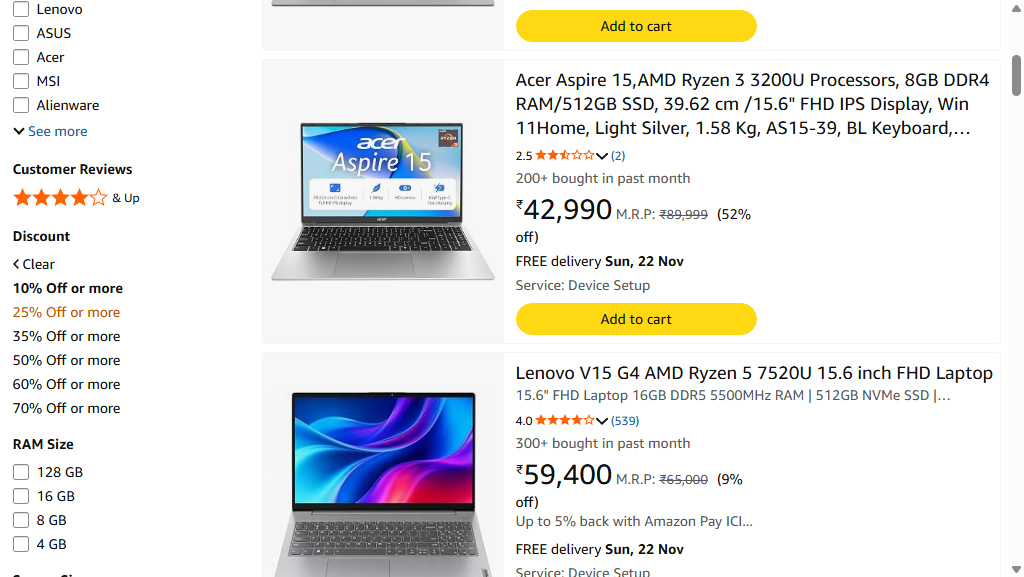 Lenovo
ASUS
Acer
MSI
Alienware
See more
Customer Reviews
& Up
Discount
Clear
10% Off or more
25% Off or more
35% Off or more
50% Off or more
60% Off or more
70% Off or more
RAM Size
128 GB
16 GB
8 GB
4 GB
Add to cart
acer
Aspire 15
Acer Aspire 15,AMD Ryzen 3 3200U Processors, 8GB DDR4
RAM/512GB SSD, 39.62 cm /15.6" FHD IPS Display, Win
11Home, Light Silver, 1.58 Kg, AS15-39, BL Keyboard,...
2.5 (2)
200+ bought in past month
₹42,990 M.R.P: ₹89,999 (52%
off)
FREE delivery Sun, 22 Nov
Service: Device Setup
Add to cart
Lenovo V15 G4 AMD Ryzen 5 7520U 15.6 inch FHD Laptop
15.6" FHD Laptop 16GB DDR5 5500MHz RAM | 512GB NVMe SSD |...
4.0 (539)
300+ bought in past month
₹59,400 M.R.P: ₹65,000 (9%
off)
Up to 5% back with Amazon Pay ICI...
FREE delivery Sun, 22 Nov
Service: Device Setup